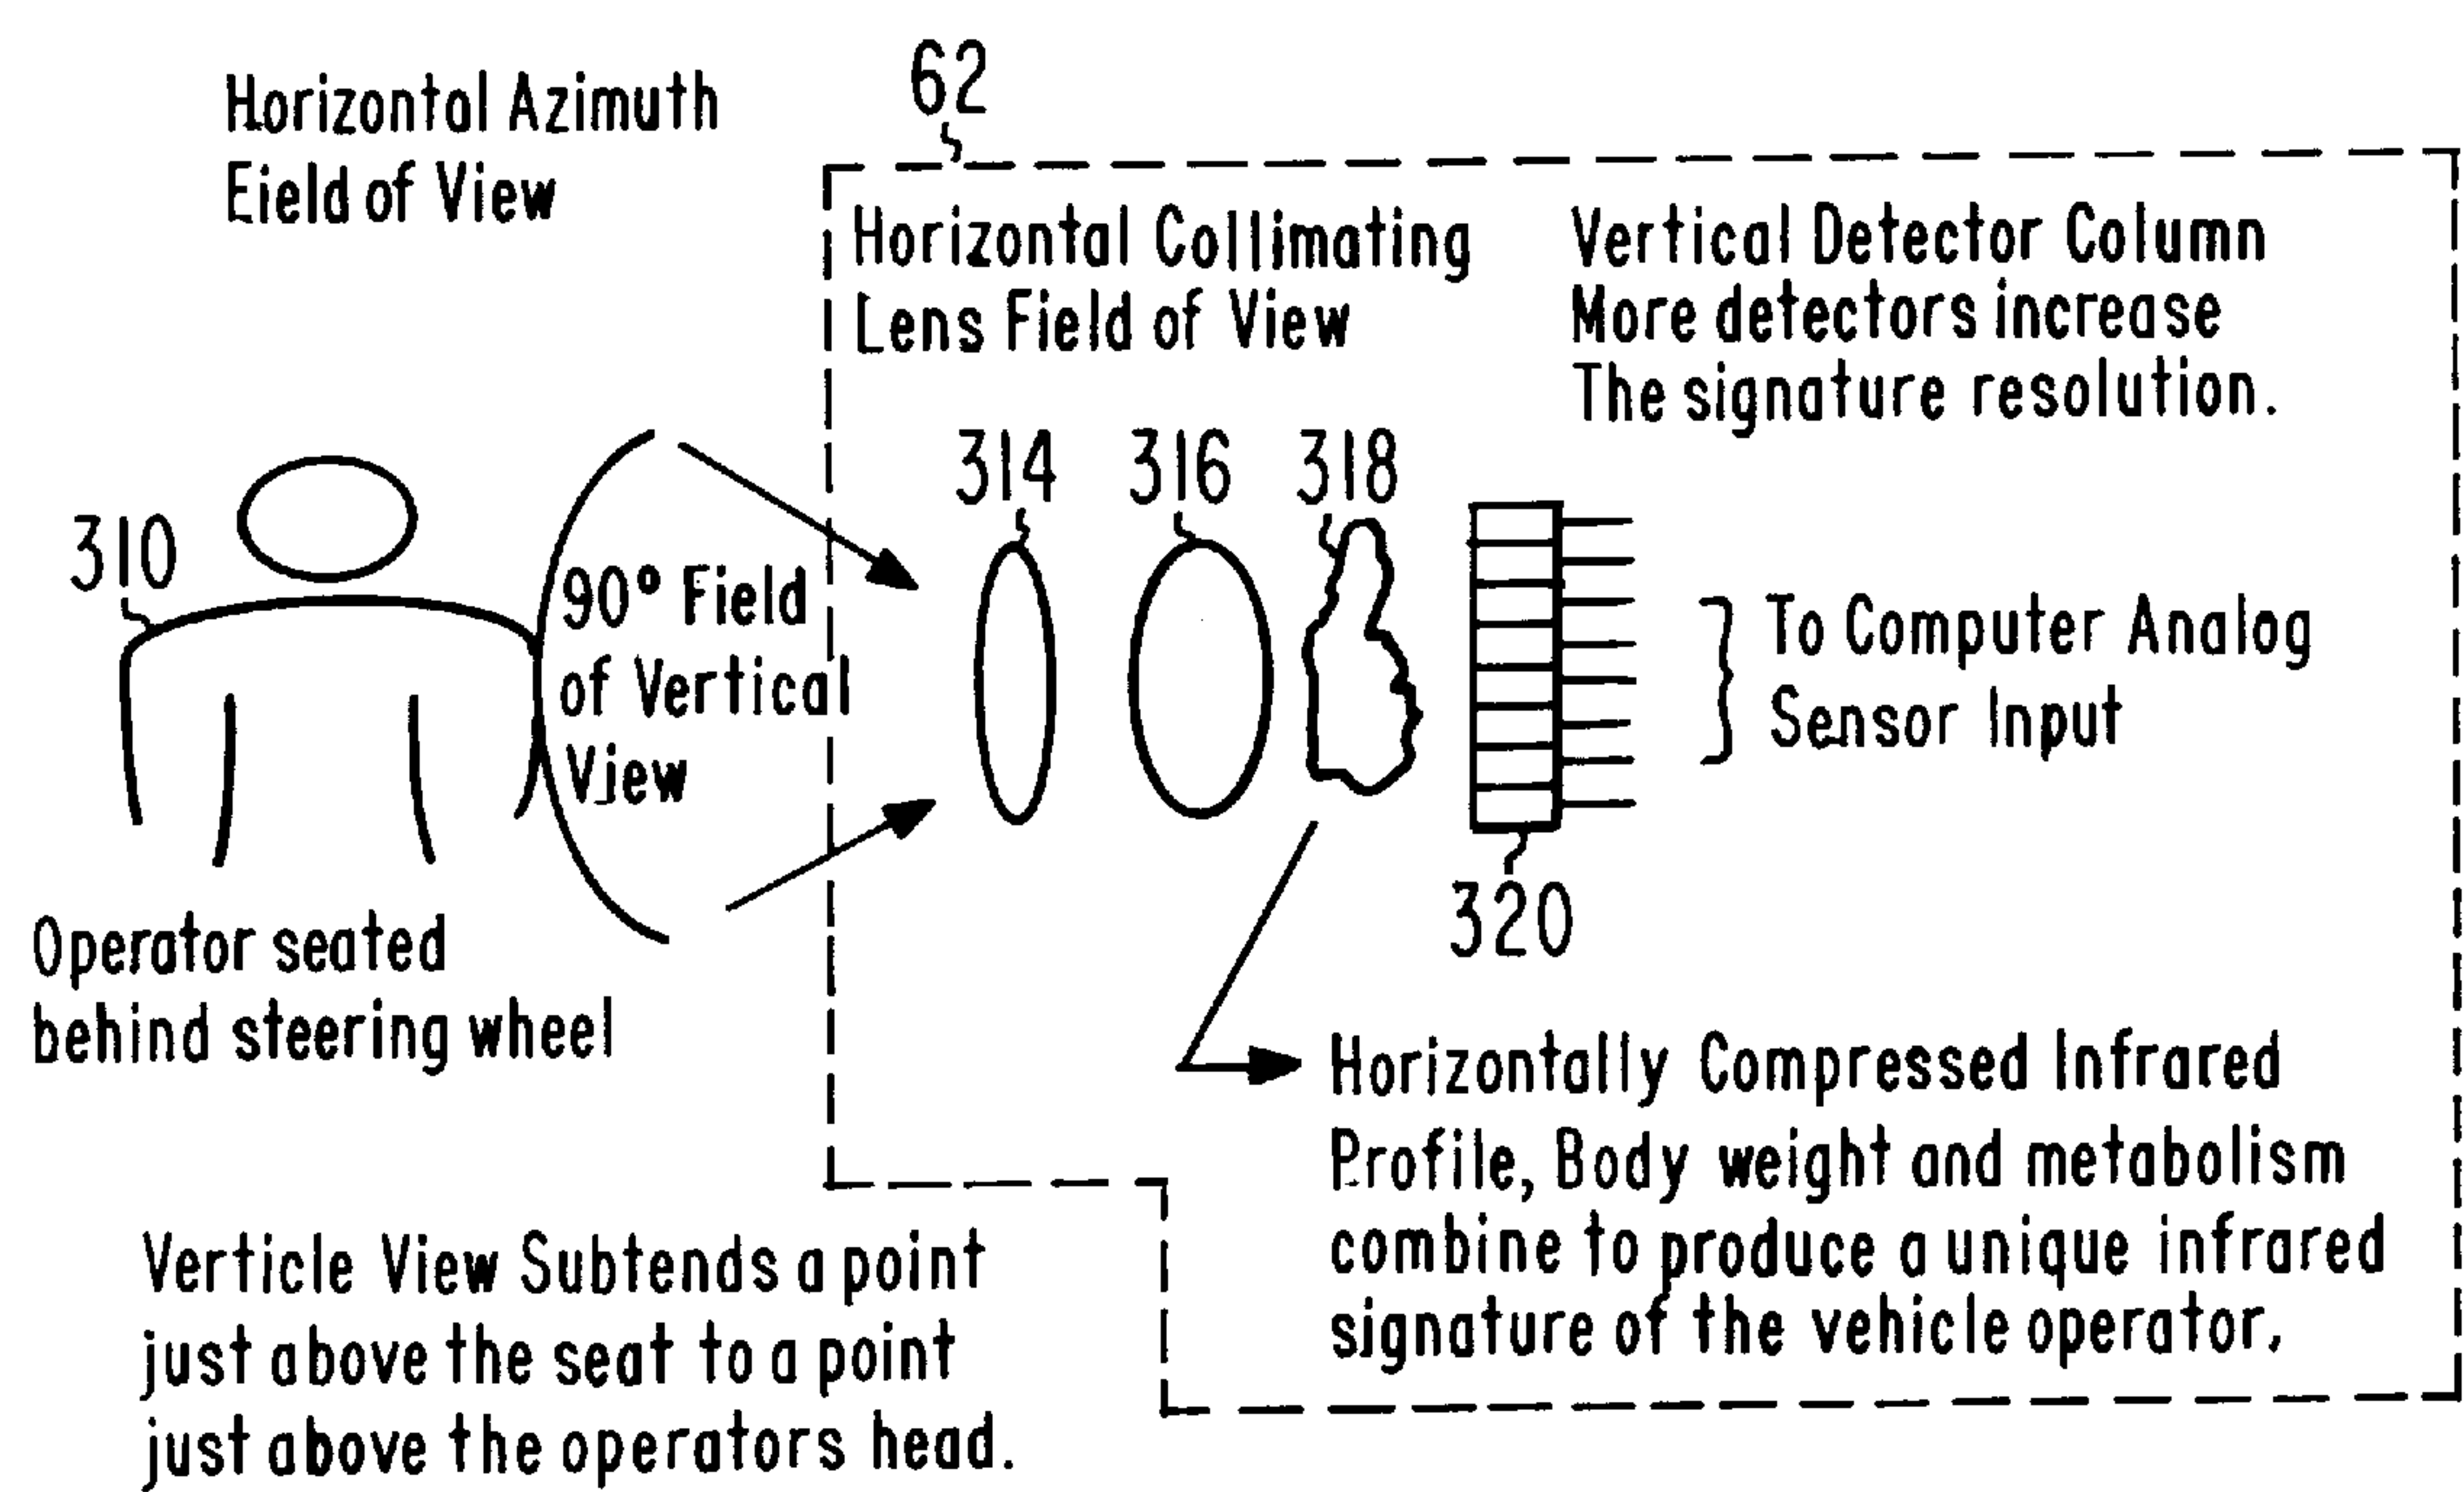 Horizontal Azimuth
Eield of View
62
Horizontal Collimating
Lens Field of View
Vertical Detector Column
More detectors increase
The signature resolution.
314
316
318
310
90° Field
of Vertical
View
To Computer Analog
Sensor Input
320
Operator seated
behind steering wheel
Horizontally Compressed Infrared
Profile, Body weight and metabolism
combine to produce a unique infrared
signature of the vehicle operator,
Verticle View Subtends a point
just above the seat to a point
just above the operators head.